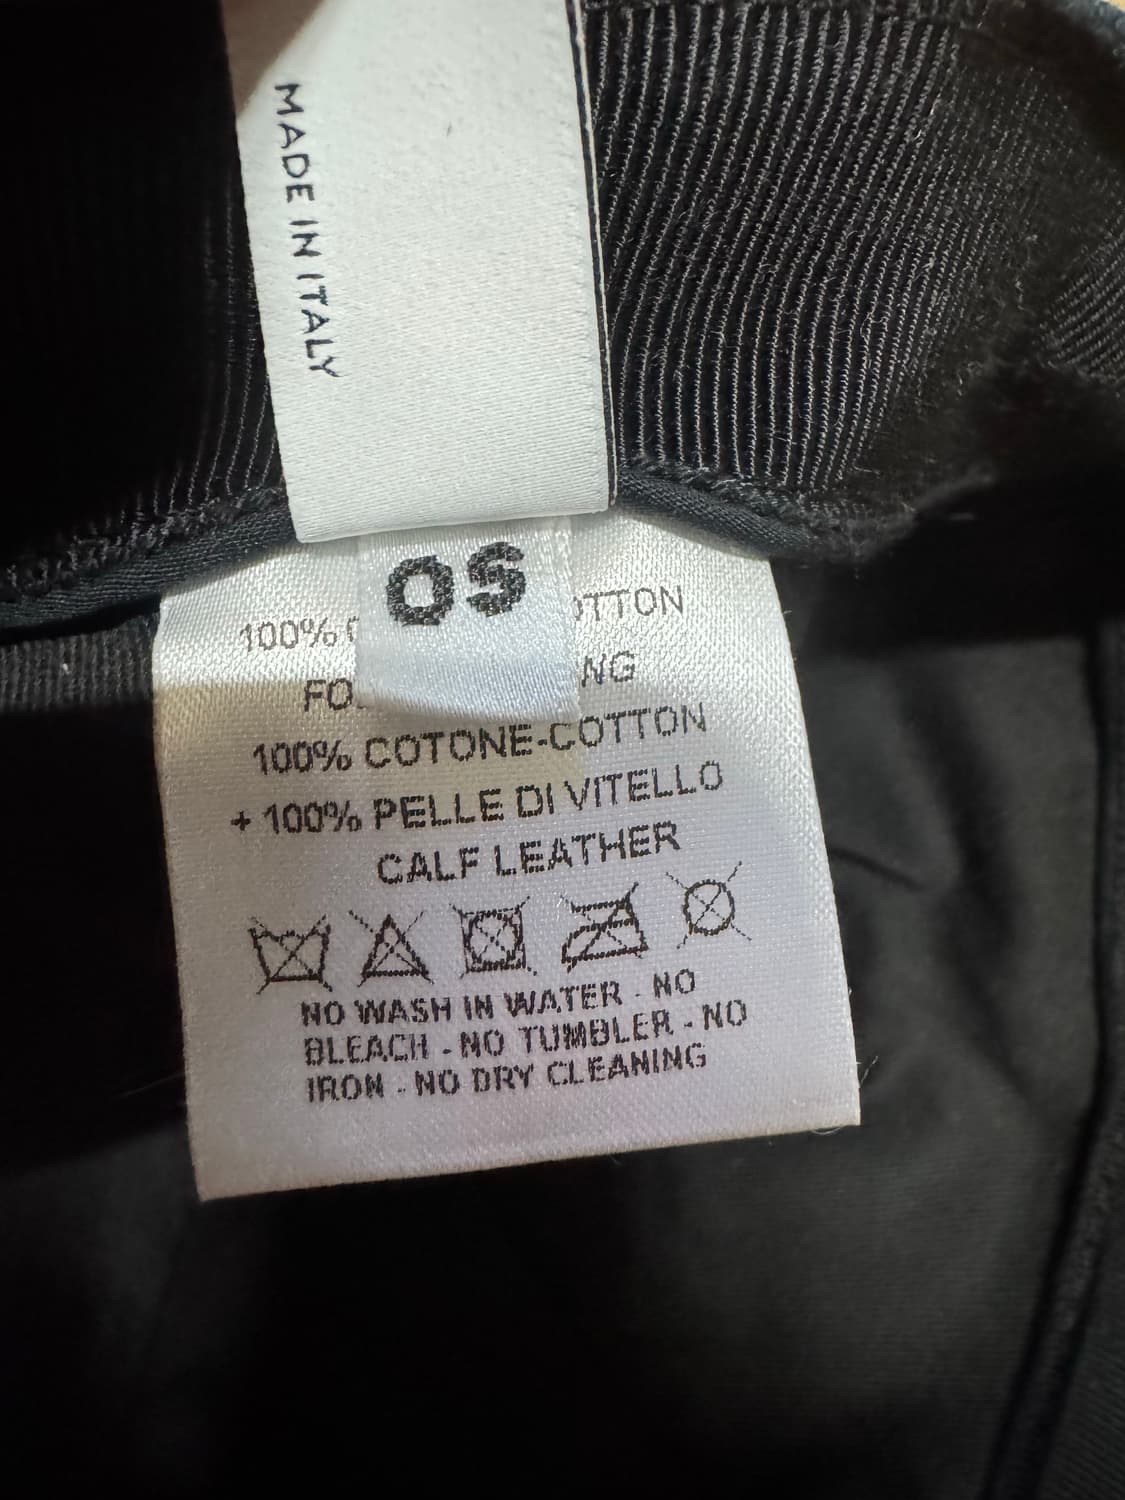 MADE IN ITALY
OS
100% OTTON
FO NG
100% COTONE-COTTON
+ 100% PELLE DI VITELLO
CALF LEATHER
NO WASH IN WATER - NO
BLEACH - NO TUMBLER - NO
IRON - NO DRY CLEANING